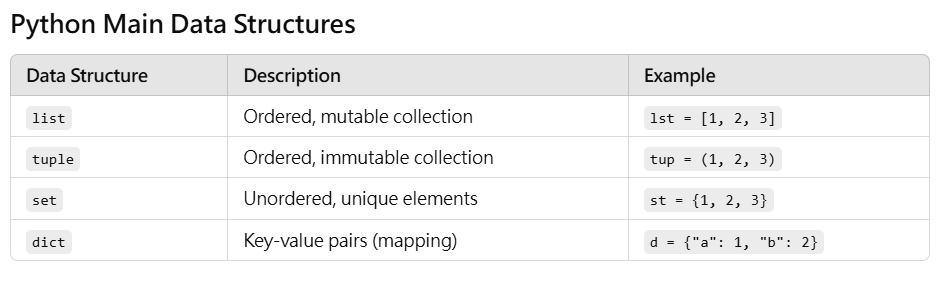 Python Main Data Structures
Data Structure Description Example
list Ordered, mutable collection lst = [1, 2, 3]
tuple Ordered, immutable collection tup = (1, 2, 3)
set Unordered, unique elements st = {1, 2, 3}
dict Key-value pairs (mapping) d = {"a": 1, "b": 2}